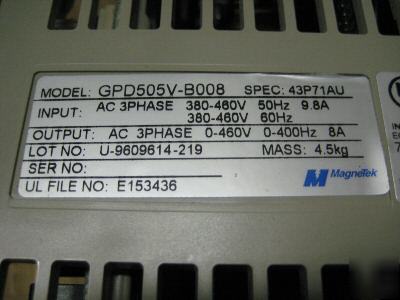 MODEL: GPD505V-B008 SPEC: 43P71AU
INPUT: AC 3PHASE 380-460V 50Hz 9.8A
380-460V 60Hz
OUTPUT: AC 3PHASE 0-460V 0-400Hz 8A
LOT NO: U-9609614-219 MASS: 4.5kg
SER NO:
UL FILE NO: E153436
M MagneTek
IN
7